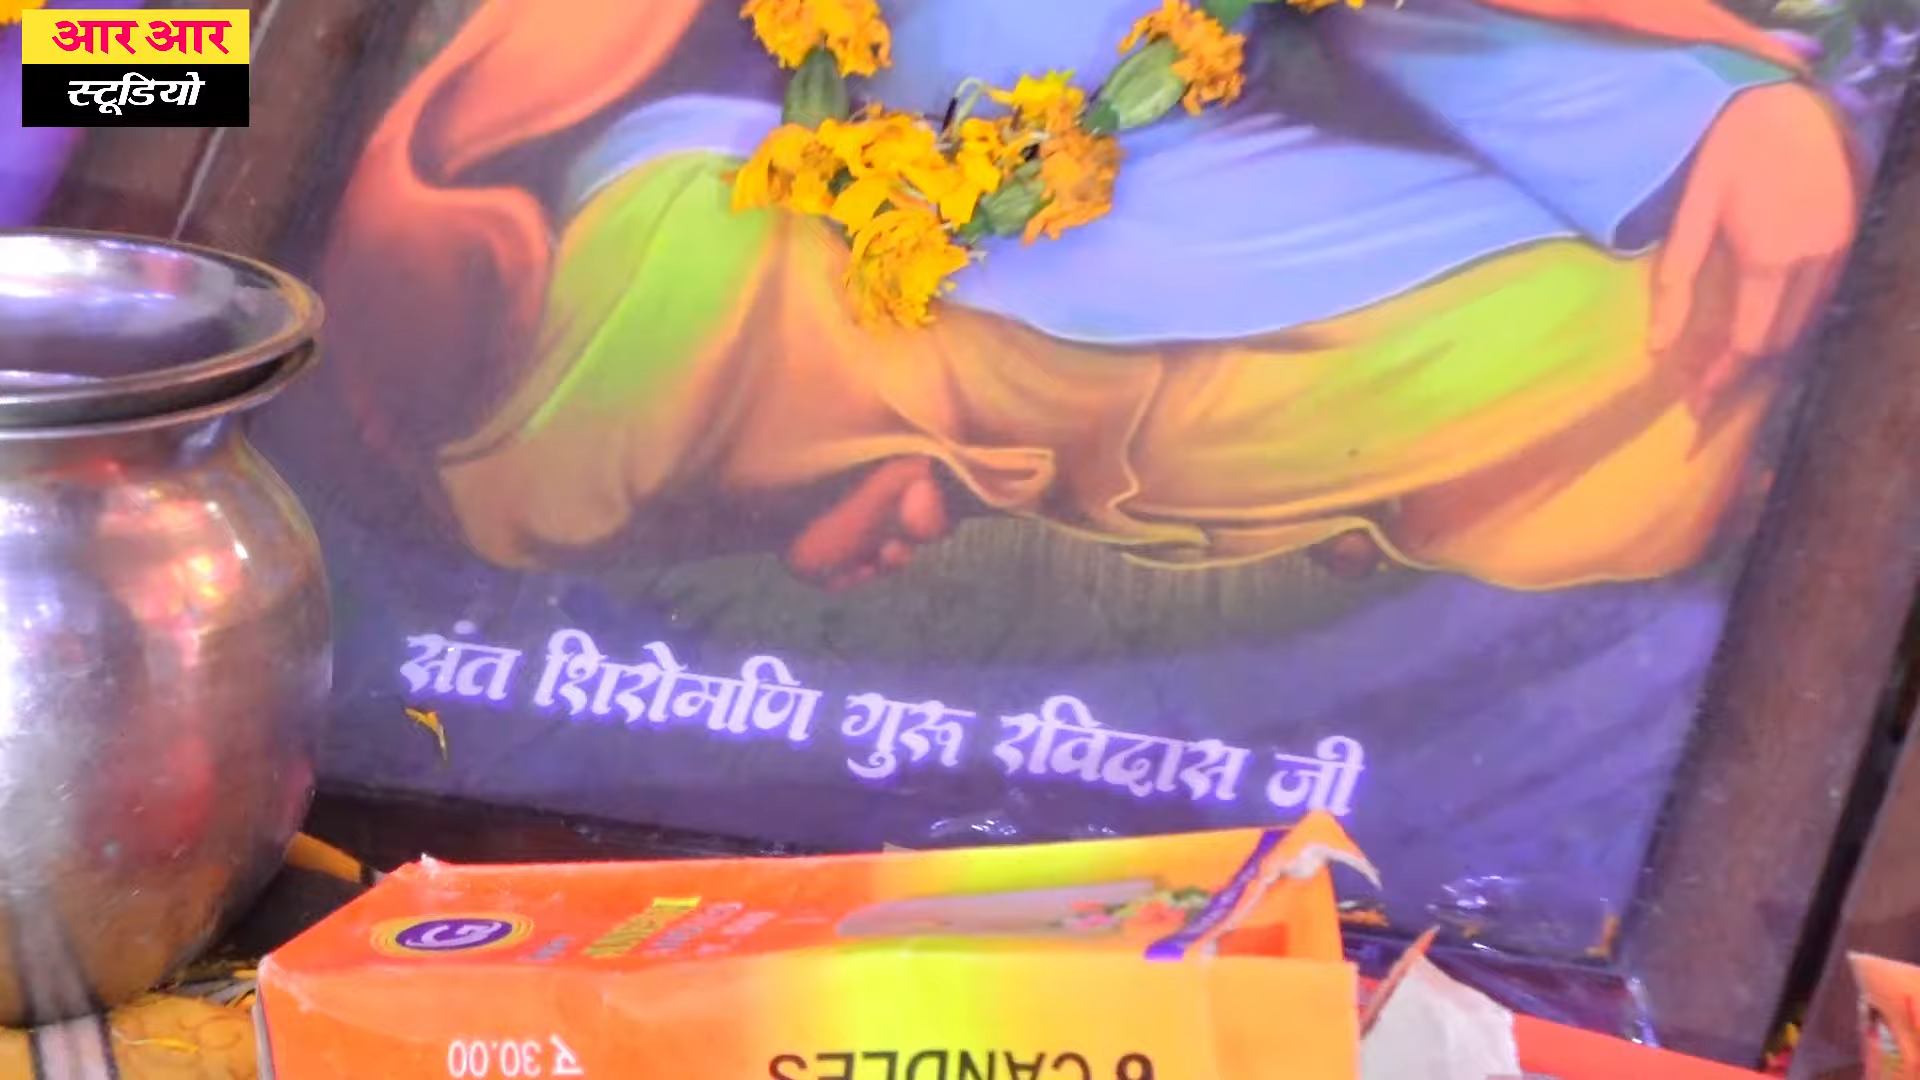 आर आर
स्टूडियो
संत शिरोमणि गुरू रविदास जी
₹ 30.00
6 CANDLES